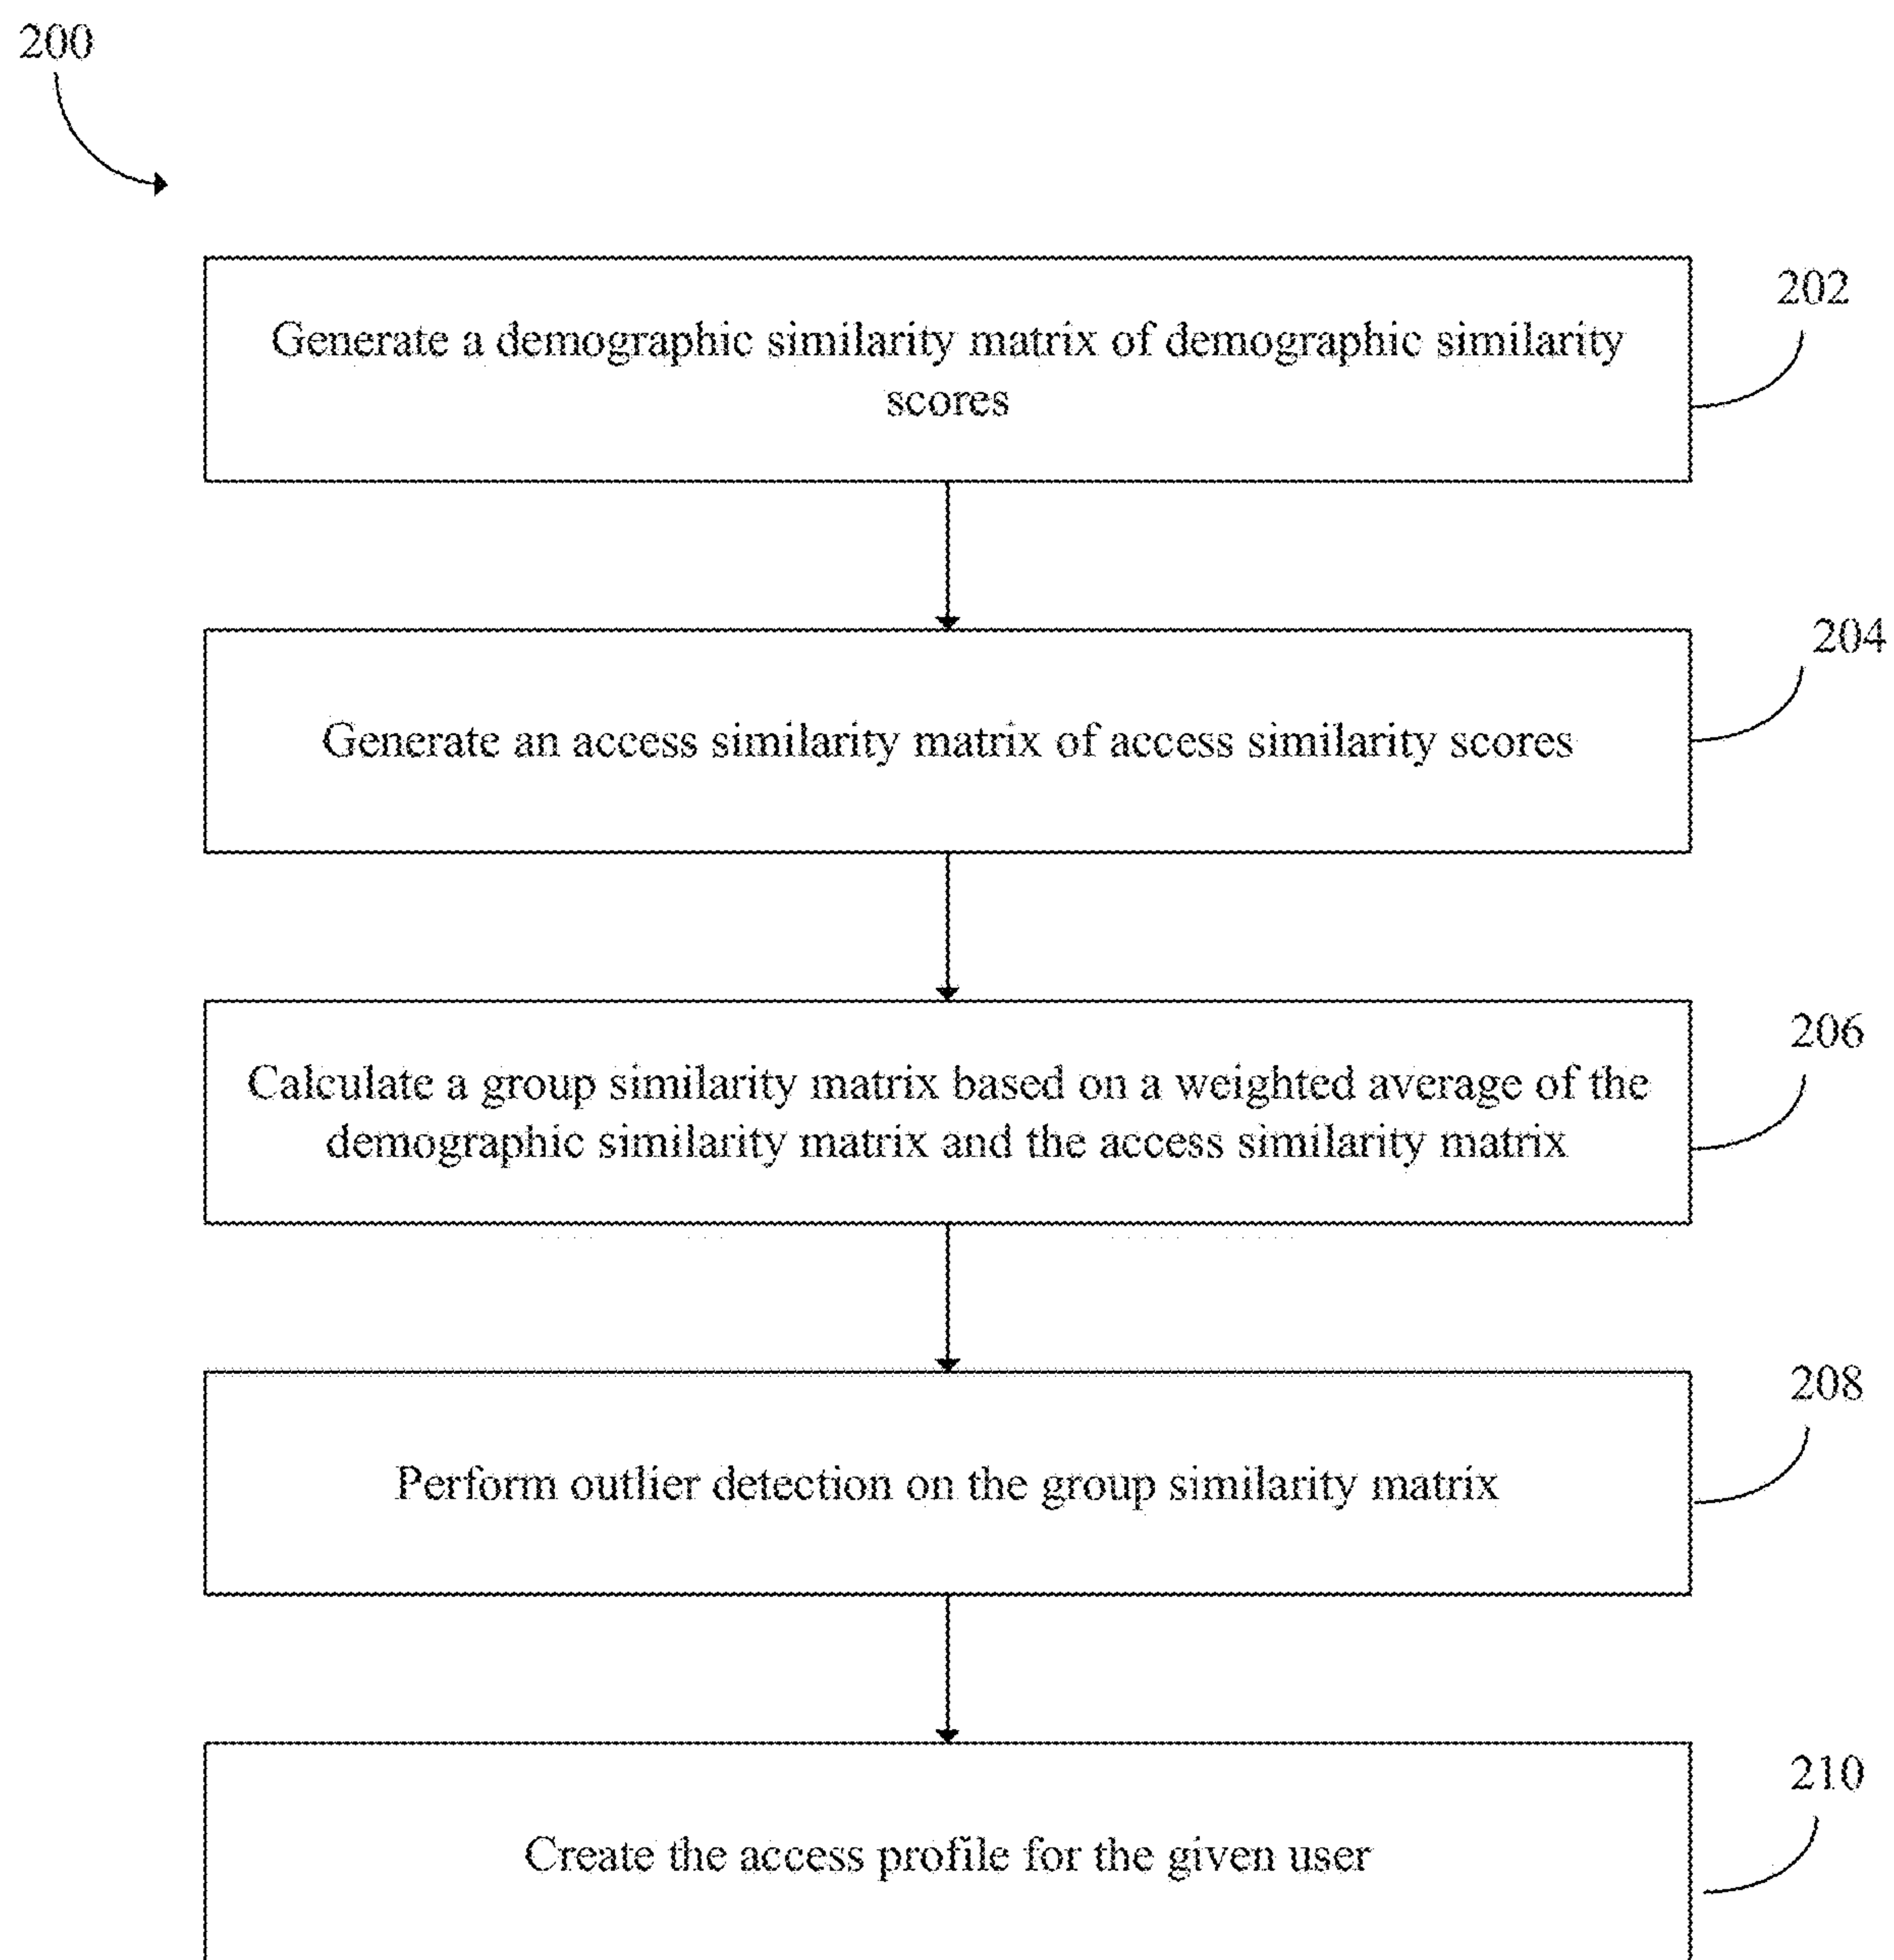 200
202
Generate a demographic similarity matrix of demographic similarity
scores
204
Generate an access similarity matrix of access similarity scores
206
Calculate a group similarity matrix based on a weighted average of the
demographic similarity matrix and the access similarity matrix
208
Perform outlier detection on the group similarity matrix
210
Create the access profile for the given user